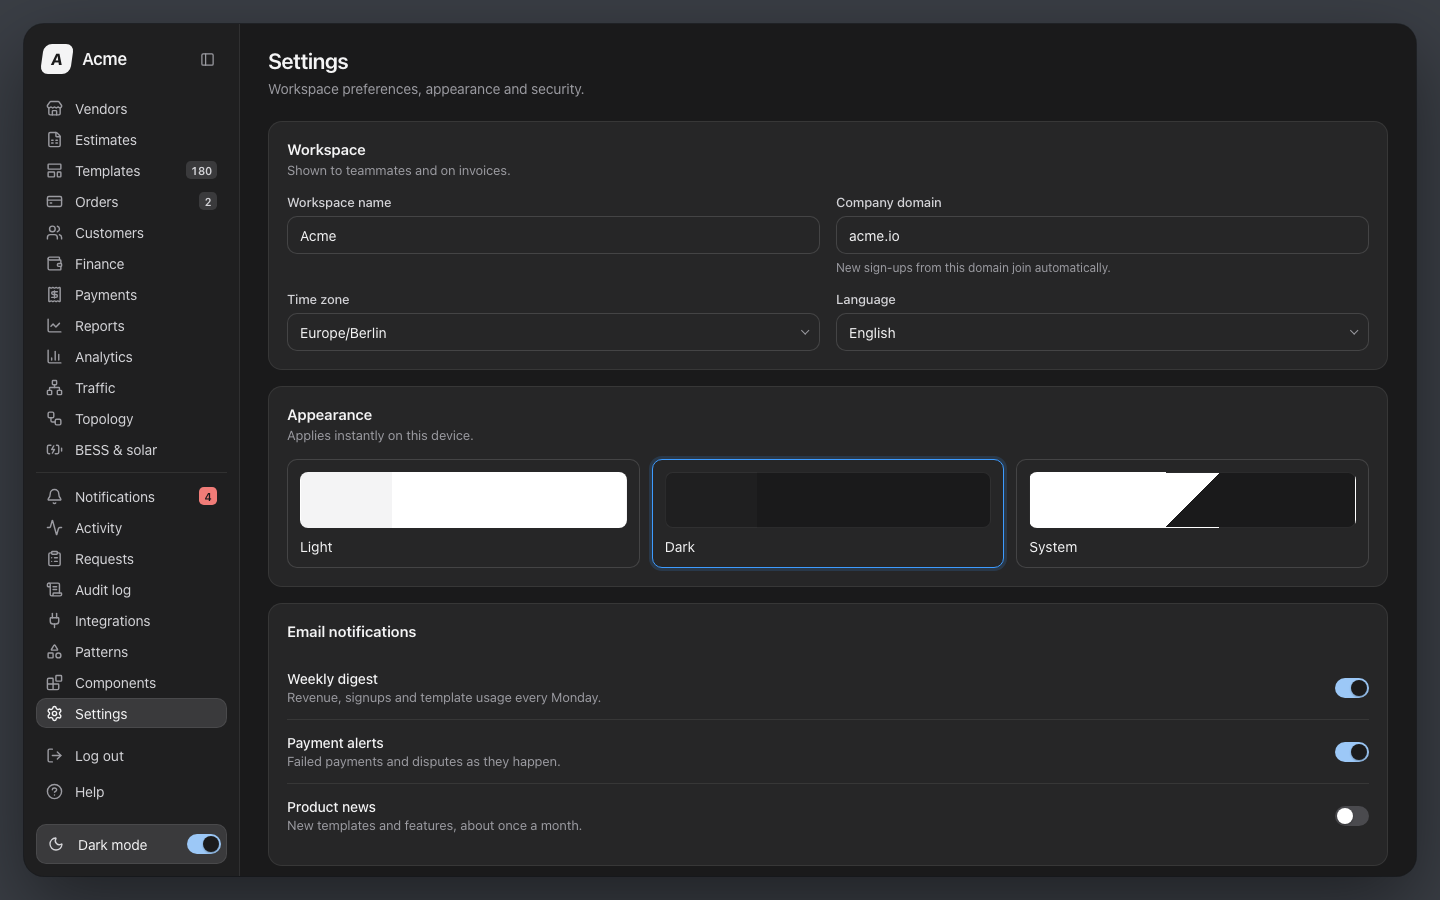 A Acme
Vendors
Estimates
Templates 180
Orders 2
Customers
Finance
Payments
Reports
Analytics
Traffic
Topology
BESS & solar
Notifications 4
Activity
Requests
Audit log
Integrations
Patterns
Components
Settings
Log out
Help
Dark mode
Settings
Workspace preferences, appearance and security.
Workspace
Shown to teammates and on invoices.
Workspace name
Acme
Company domain
acme.io
New sign-ups from this domain join automatically.
Time zone
Europe/Berlin
Language
English
Appearance
Applies instantly on this device.
Light
Dark
System
Email notifications
Weekly digest
Revenue, signups and template usage every Monday.
Payment alerts
Failed payments and disputes as they happen.
Product news
New templates and features, about once a month.